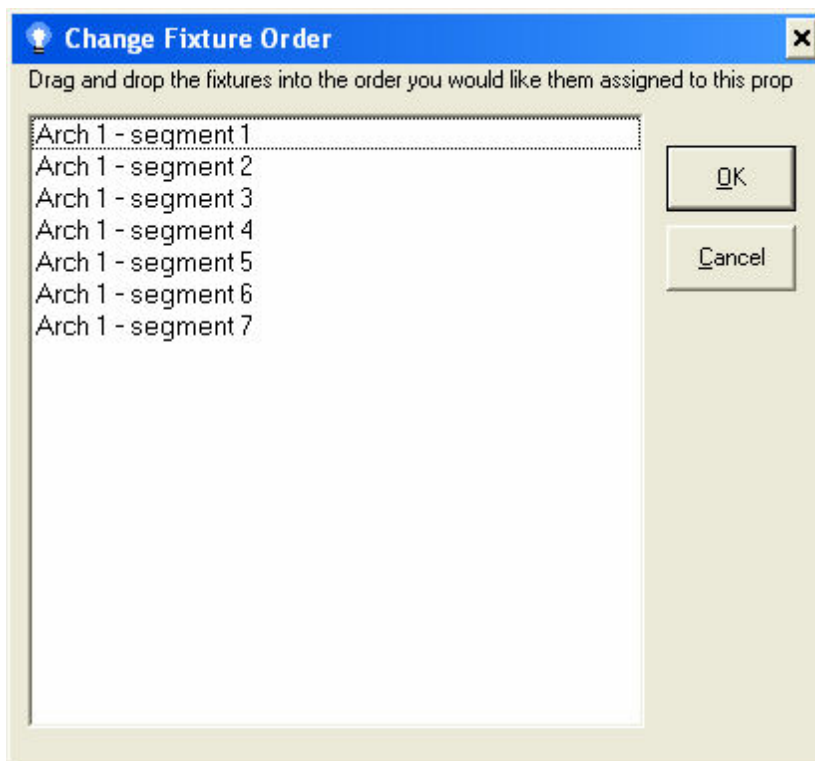 Change Fixture Order
Drag and drop the fixtures into the order you would like them assigned to this prop
Arch 1 - segment 1
Arch 1 - segment 2
Arch 1 - segment 3
Arch 1 - segment 4
Arch 1 - segment 5
Arch 1 - segment 6
Arch 1 - segment 7
OK
Cancel